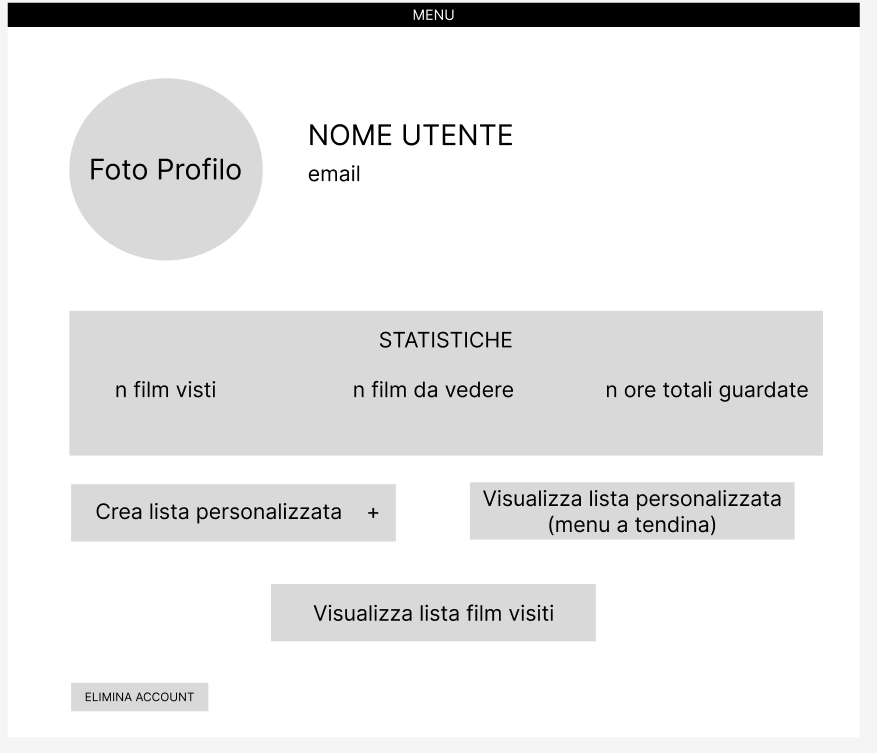 MENU
Foto Profilo
NOME UTENTE
email
STATISTICHE
n film visti
n film da vedere
n ore totali guardate
Crea lista personalizzata +
Visualizza lista personalizzata
(menu a tendina)
Visualizza lista film visiti
ELIMINA ACCOUNT